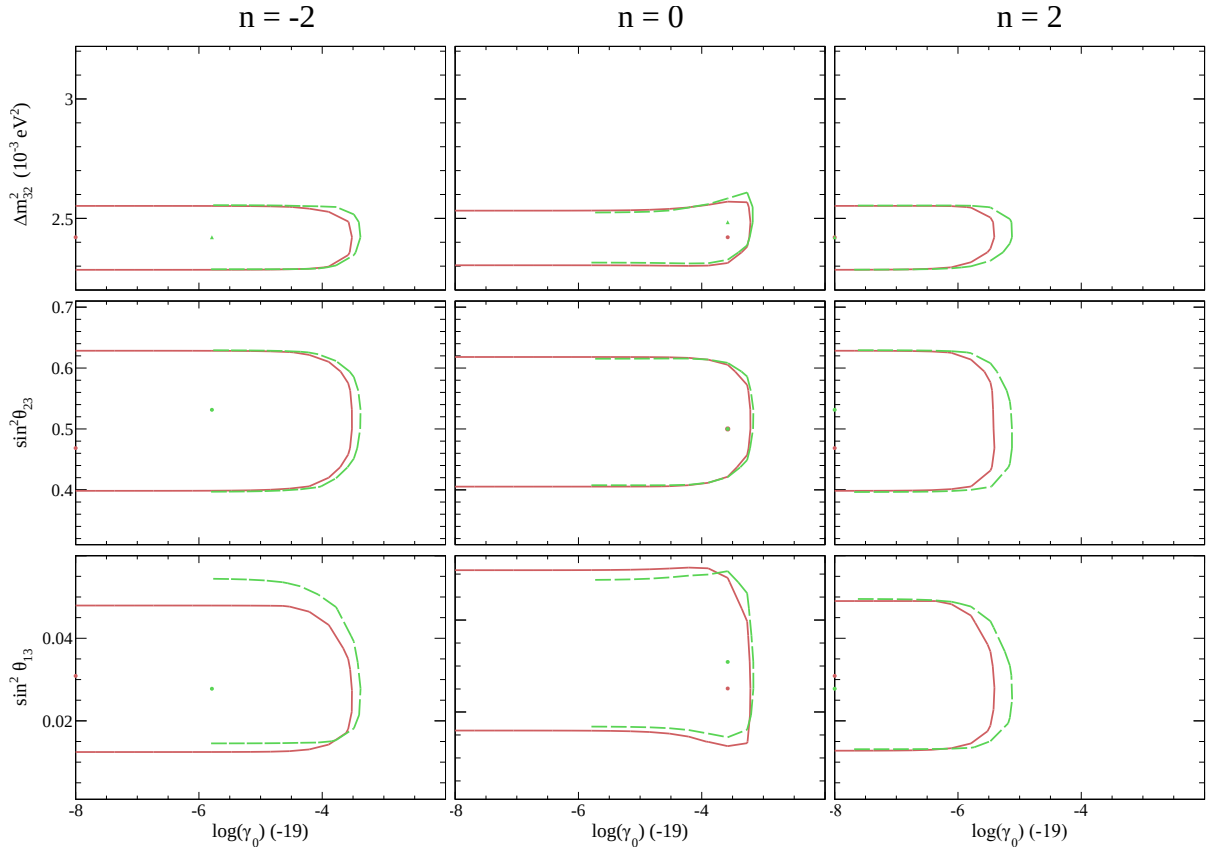 n = -2 n = 0 n = 2
Δm²₃₂ (10⁻³ eV²)
3
2.5
sin²θ₂₃
0.7
0.6
0.5
0.4
sin² θ₁₃
0.04
0.02
-8 -6 -4 -8 -6 -4 -8 -6 -4
log(γ₀) (-19) log(γ₀) (-19) log(γ₀) (-19)